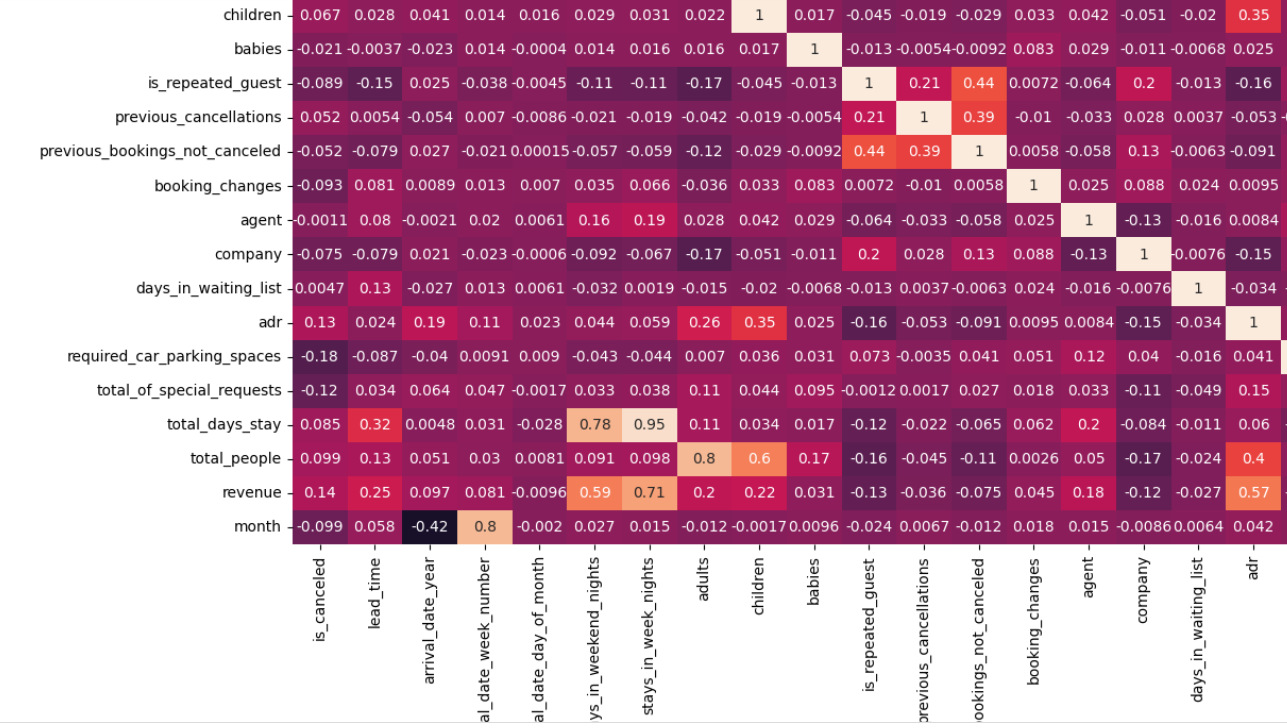 children 0.067 0.028 0.041 0.014 0.016 0.029 0.031 0.022 1 0.017 -0.045 -0.019 -0.029 0.033 0.042 -0.051 -0.02 0.35
babies -0.021 -0.0037 -0.023 0.014 -0.0004 0.014 0.016 0.016 0.017 1 -0.013 -0.0054 -0.0092 0.083 0.029 -0.011 -0.0068 0.025
is_repeated_guest -0.089 -0.15 0.025 -0.038 -0.0045 -0.11 -0.11 -0.17 -0.045 -0.013 1 0.21 0.44 0.0072 -0.064 0.2 -0.013 -0.16
previous_cancellations 0.052 0.0054 -0.054 0.007 -0.0086 -0.021 -0.019 -0.042 -0.019 -0.0054 0.21 1 0.39 -0.01 -0.033 0.028 0.0037 -0.053
previous_bookings_not_canceled -0.052 -0.079 0.027 -0.021 0.00015 -0.057 -0.059 -0.12 -0.029 -0.0092 0.44 0.39 1 0.0058 -0.058 0.13 -0.0063 -0.091
booking_changes -0.093 0.081 0.0089 0.013 0.007 0.035 0.066 -0.036 0.033 0.083 0.0072 -0.01 0.0058 1 0.025 0.088 0.024 0.0095
agent -0.0011 0.08 -0.0021 0.02 0.0061 0.16 0.19 0.028 0.042 0.029 -0.064 -0.033 -0.058 0.025 1 -0.13 -0.016 0.0084
company -0.075 -0.079 0.021 -0.023 -0.0006 -0.092 -0.067 -0.17 -0.051 -0.011 0.2 0.028 0.13 0.088 -0.13 1 -0.0076 -0.15
days_in_waiting_list 0.0047 0.13 -0.027 0.013 0.0061 -0.032 0.0019 -0.015 -0.02 -0.0068 -0.013 0.0037 -0.0063 0.024 -0.016 -0.0076 1 -0.034
adr 0.13 0.024 0.19 0.11 0.023 0.044 0.059 0.26 0.35 0.025 -0.16 -0.053 -0.091 0.0095 0.0084 -0.15 -0.034 1
required_car_parking_spaces -0.18 -0.087 -0.04 0.0091 0.009 -0.043 -0.044 0.007 0.036 0.031 0.073 -0.0035 0.041 0.051 0.12 0.04 -0.016 0.041
total_of_special_requests -0.12 0.034 0.064 0.047 -0.0017 0.033 0.038 0.11 0.044 0.095 -0.0012 0.0017 0.027 0.018 0.033 -0.11 -0.049 0.15
total_days_stay 0.085 0.32 0.0048 0.031 -0.028 0.78 0.95 0.11 0.034 0.017 -0.12 -0.022 -0.065 0.062 0.2 -0.084 -0.011 0.06
total_people 0.099 0.13 0.051 0.03 0.0081 0.091 0.098 0.8 0.6 0.17 -0.16 -0.045 -0.11 0.0026 0.05 -0.17 -0.024 0.4
revenue 0.14 0.25 0.097 0.081 -0.0096 0.59 0.71 0.2 0.22 0.031 -0.13 -0.036 -0.075 0.045 0.18 -0.12 -0.027 0.57
month -0.099 0.058 -0.42 0.8 -0.002 0.027 0.015 -0.012 -0.0017 0.0096 -0.024 0.0067 -0.012 0.018 0.015 -0.0086 0.0064 0.042
is_canceled
lead_time
arrival_date_year
al_date_week_number
al_date_day_of_month
ys_in_weekend_nights
stays_in_week_nights
adults
children
babies
is_repeated_guest
previous_cancellations
ookings_not_canceled
booking_changes
agent
company
days_in_waiting_list
adr